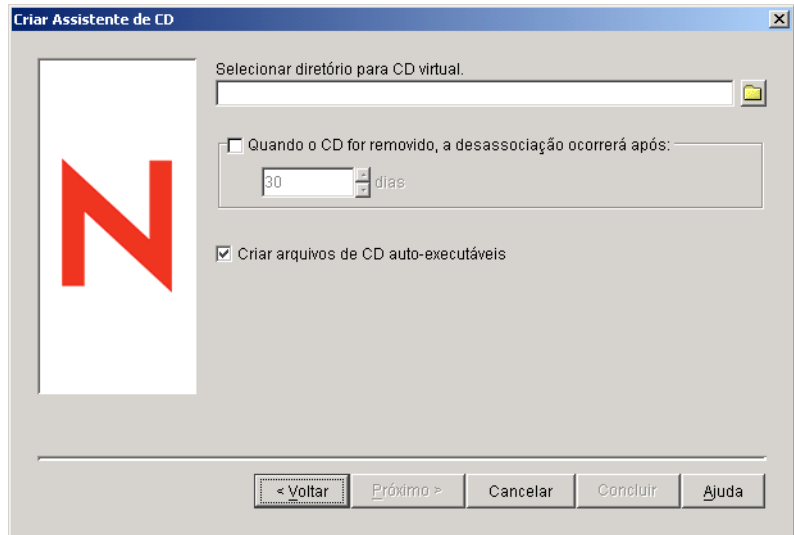 Criar Assistente de CD
Selecionar diretório para CD virtual.
Quando o CD for removido, a desassociação ocorrerá após:
30 dias
Criar arquivos de CD auto-executáveis
N
< Voltar Próximo > Cancelar Concluir Ajuda